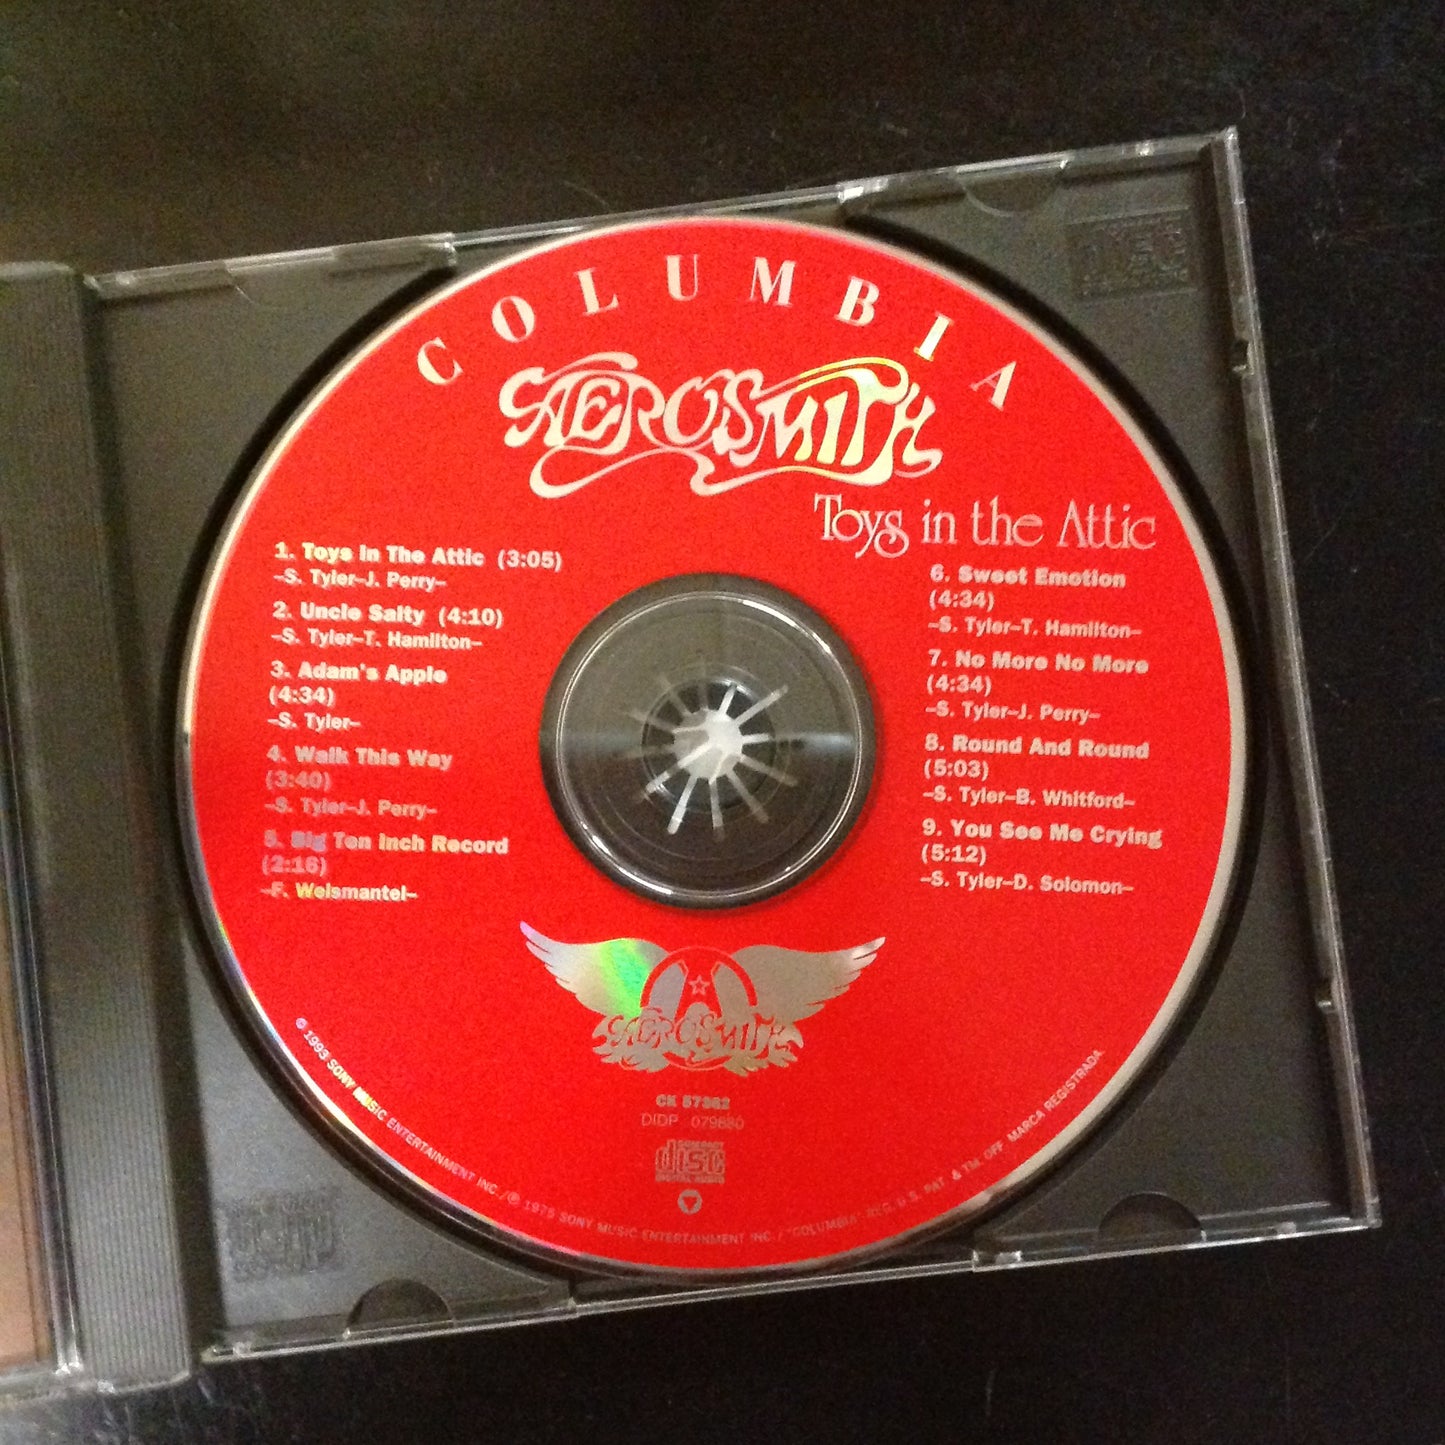 COLUMBIA
AEROSMITH
Toys in the Attic
1. Toys In The Attic (3:05)
–S. Tyler–J. Perry–
2. Uncle Salty (4:10)
–S. Tyler–T. Hamilton–
3. Adam's Apple
(4:34)
–S. Tyler–
4. Walk This Way
(3:40)
–S. Tyler–J. Perry–
5. Big Ten Inch Record
(2:16)
–F. Weismantel–
6. Sweet Emotion
(4:34)
–S. Tyler–T. Hamilton–
7. No More No More
(4:34)
–S. Tyler–J. Perry–
8. Round And Round
(5:03)
–S. Tyler–B. Whitford–
9. You See Me Crying
(5:12)
–S. Tyler–D. Solomon–
A
AEROSMITH
CK 57362
DIDP 079880
COMPACT
disc
DIGITAL AUDIO
© 1993 SONY MUSIC ENTERTAINMENT INC./℗ 1975 SONY MUSIC ENTERTAINMENT INC./"COLUMBIA" REG. U.S. PAT. & TM. OFF. MARCA REGISTRADA